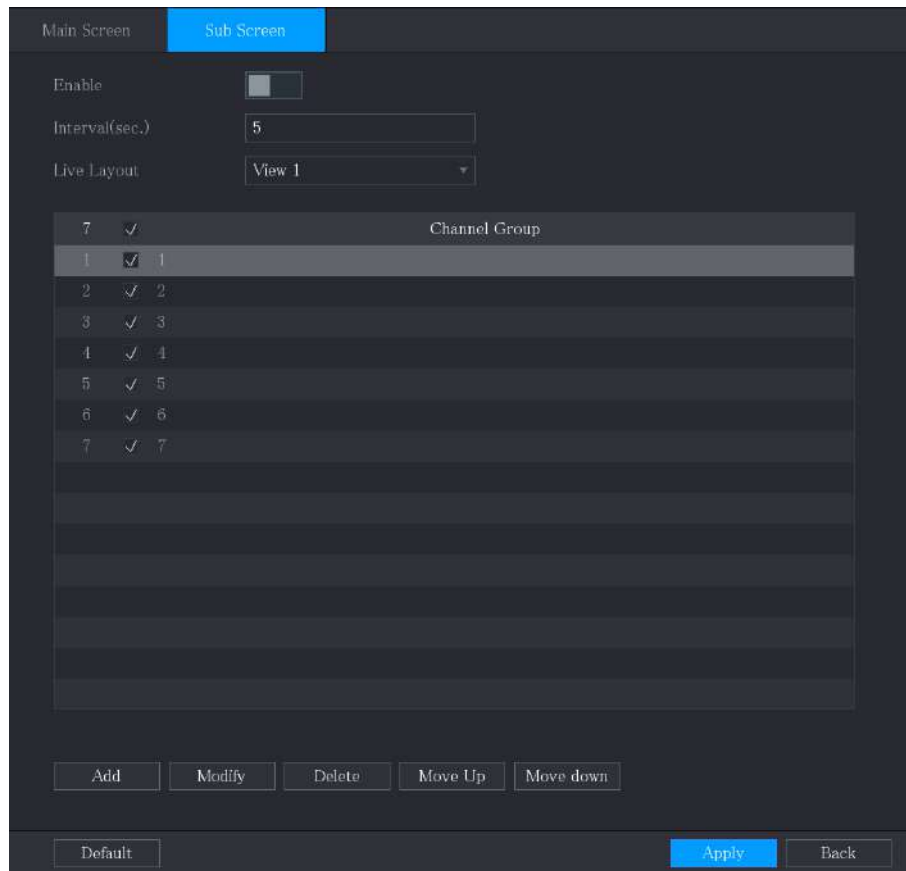 Main Screen Sub Screen
Enable
Interval(sec.) 5
Live Layout View 1
7 Channel Group
1 1
2 2
3 3
4 4
5 5
6 6
7 7
Add Modify Delete Move Up Move down
Default Apply Back